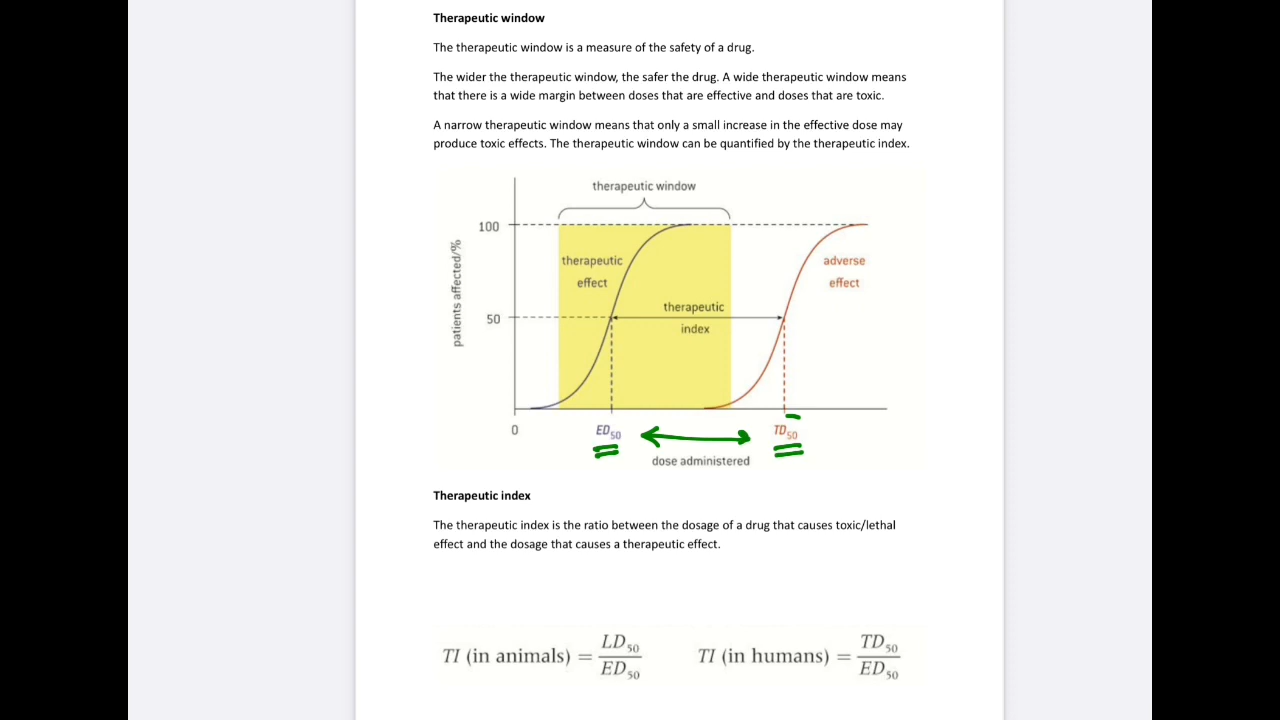 Therapeutic window
The therapeutic window is a measure of the safety of a drug.
The wider the therapeutic window, the safer the drug. A wide therapeutic window means
that there is a wide margin between doses that are effective and doses that are toxic.
A narrow therapeutic window means that only a small increase in the effective dose may
produce toxic effects. The therapeutic window can be quantified by the therapeutic index.
therapeutic window
100
patients affected/%
therapeutic
effect
adverse
effect
therapeutic
index
50
0
ED50
TD50
dose administered
Therapeutic index
The therapeutic index is the ratio between the dosage of a drug that causes toxic/lethal
effect and the dosage that causes a therapeutic effect.
TI (in animals) = LD50 / ED50
TI (in humans) = TD50 / ED50